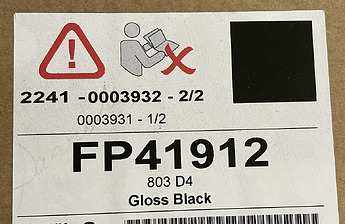 2241 -0003932 - 2/2
0003931 - 1/2
FP41912
803 D4
Gloss Black